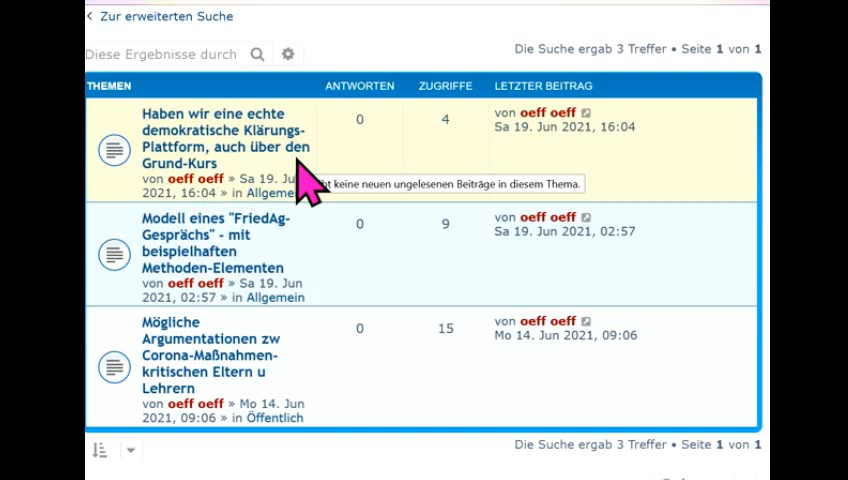 Zur erweiterten Suche
Diese Ergebnisse durch
Die Suche ergab 3 Treffer • Seite 1 von 1
THEMEN ANTWORTEN ZUGRIFFE LETZTER BEITRAG
Haben wir eine echte
demokratische Klärungs-
Plattform, auch über den
Grund-Kurs
von oeff oeff » Sa 19.
2021, 16:04 » in
0
4
von oeff oeff
Sa 19. Jun 2021, 16:04
keine neuen ungelesenen Beiträge in diesem Thema.
Modell eines "FriedAg-
Gesprächs" - mit
beispielhaften
Methoden-Elementen
von oeff oeff » Sa 19. Jun
2021, 02:57 » in Allgemein
0
9
von oeff oeff
Sa 19. Jun 2021, 02:57
Mögliche
Argumentationen zw
Corona-Maßnahmen-
kritischen Eltern u
Lehrern
von oeff oeff » Mo 14. Jun
2021, 09:06 » in Öffentlich
0
15
von oeff oeff
Mo 14. Jun 2021, 09:06
Die Suche ergab 3 Treffer • Seite 1 von 1